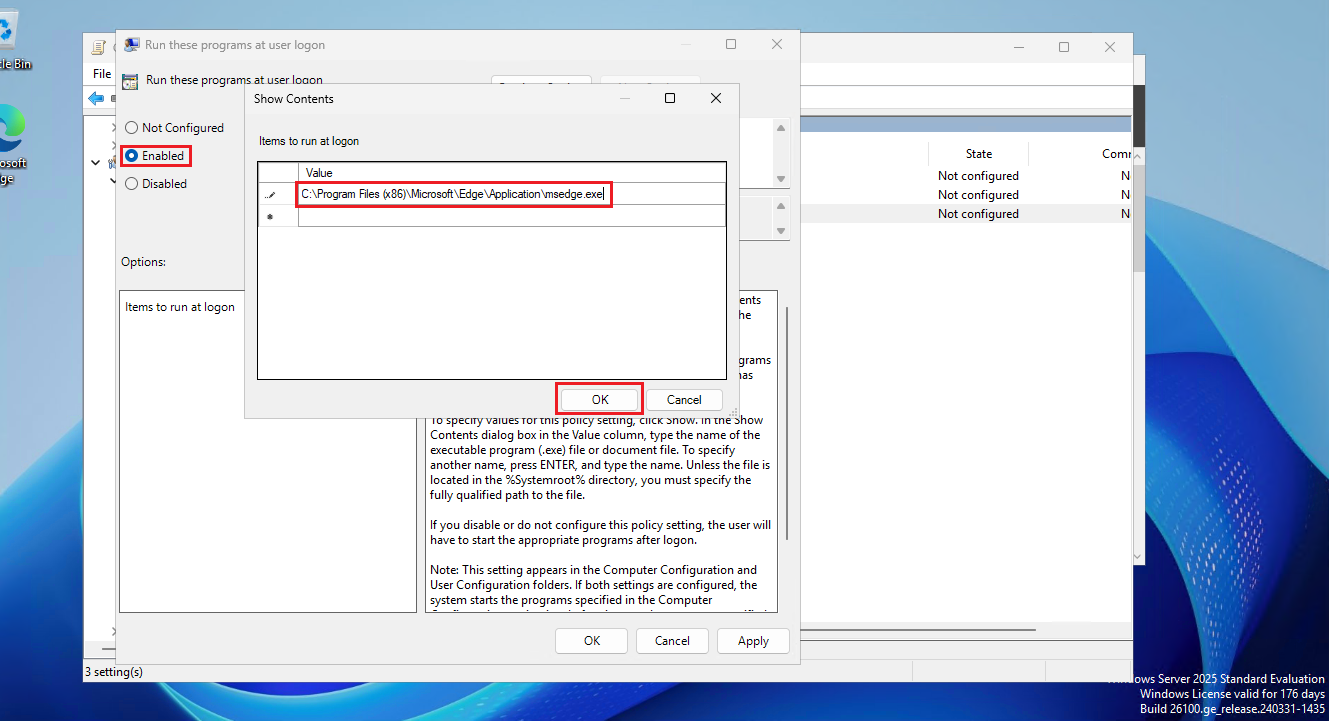 Run these programs at user logon
File
Run these programs at user logon
Show Contents
Not Configured
Enabled
Disabled
Items to run at logon
Value
C:\Program Files (x86)\Microsoft\Edge\Application\msedge.exe
OK
Cancel
State
Not configured
Not configured
Not configured
Options:
Items to run at logon
To specify values for this policy setting, click Show. In the Show
Contents dialog box in the Value column, type the name of the
executable program (.exe) file or document file. To specify
another name, press ENTER, and type the name. Unless the file is
located in the %Systemroot% directory, you must specify the
fully qualified path to the file.
If you disable or do not configure this policy setting, the user will
have to start the appropriate programs after logon.
Note: This setting appears in the Computer Configuration and
User Configuration folders. If both settings are configured, the
system starts the programs specified in the Computer
OK
Cancel
Apply
3 setting(s)
Server 2025 Standard Evaluation
Windows License valid for 176 days
Build 26100.ge_release.240331-1435